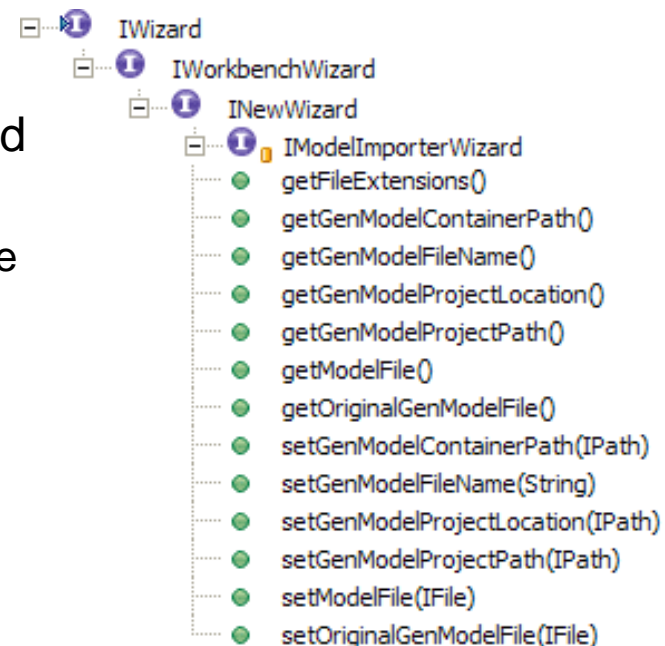 IWizard
IWorkbenchWizard
INewWizard
d
IModelImporterWizard
getFileExtensions()
getGenModelContainerPath()
e
getGenModelFileName()
getGenModelProjectLocation()
getGenModelProjectPath()
getModelFile()
getOriginalGenModelFile()
setGenModelContainerPath(IPath)
setGenModelFileName(String)
setGenModelProjectLocation(IPath)
setGenModelProjectPath(IPath)
setModelFile(IFile)
setOriginalGenModelFile(IFile)